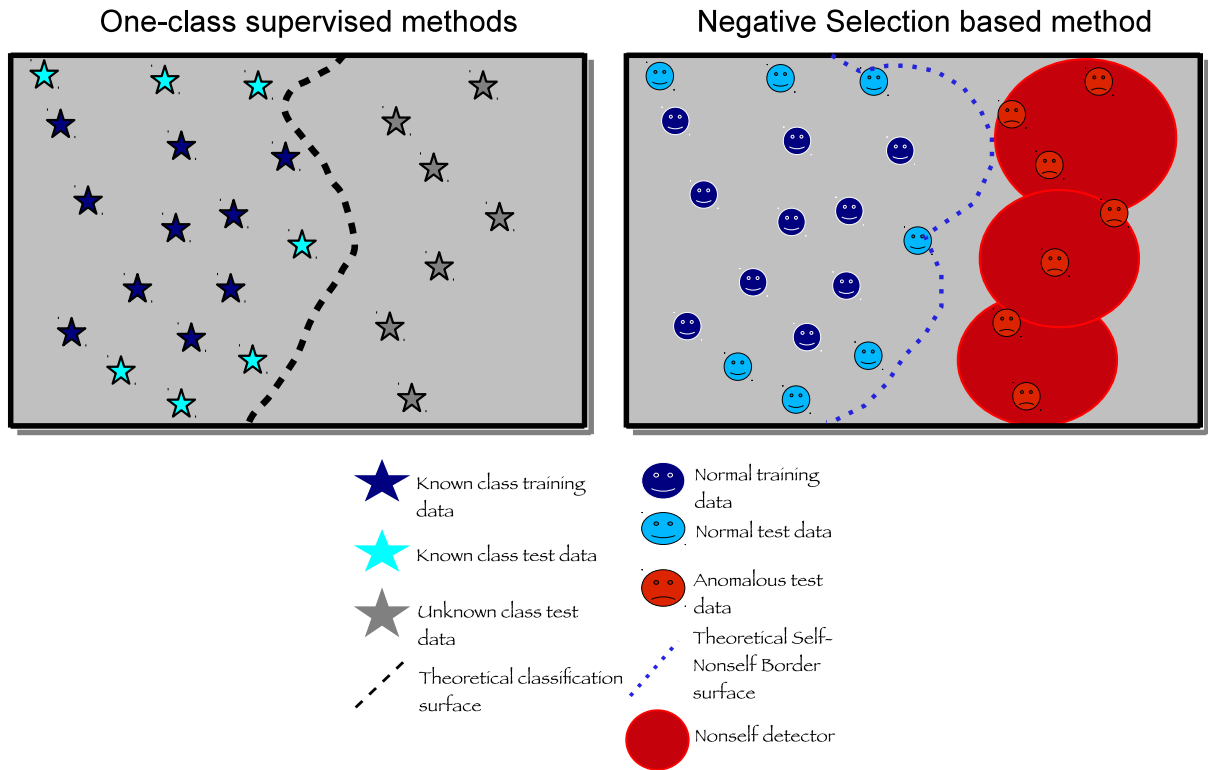 One-class supervised methods
Negative Selection based method
Known class training
data
Known class test data
Unknown class test
data
Theoretical classification
surface
Normal training
data
Normal test data
Anomalous test
data
Theoretical Self-
Nonself Border
surface
Nonself detector